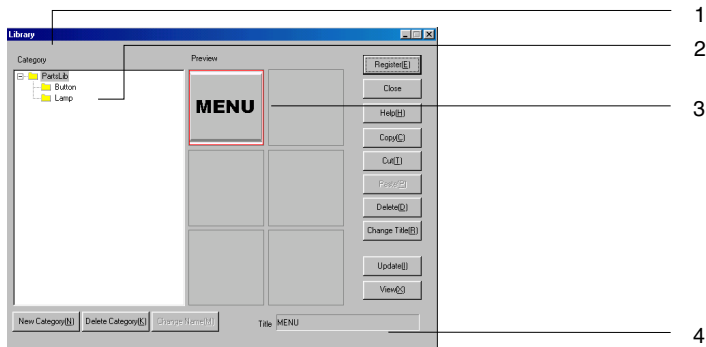 1
Library
2
Category
Preview
Register(E)
PartsLib
Button
Lamp
MENU
Close
3
Help(H)
Copy(C)
Cut(T)
Paste(P)
Delete(D)
Change Title(R)
Update(I)
View(X)
New Category(N) Delete Category(K) Change Name(M)
Title MENU
4